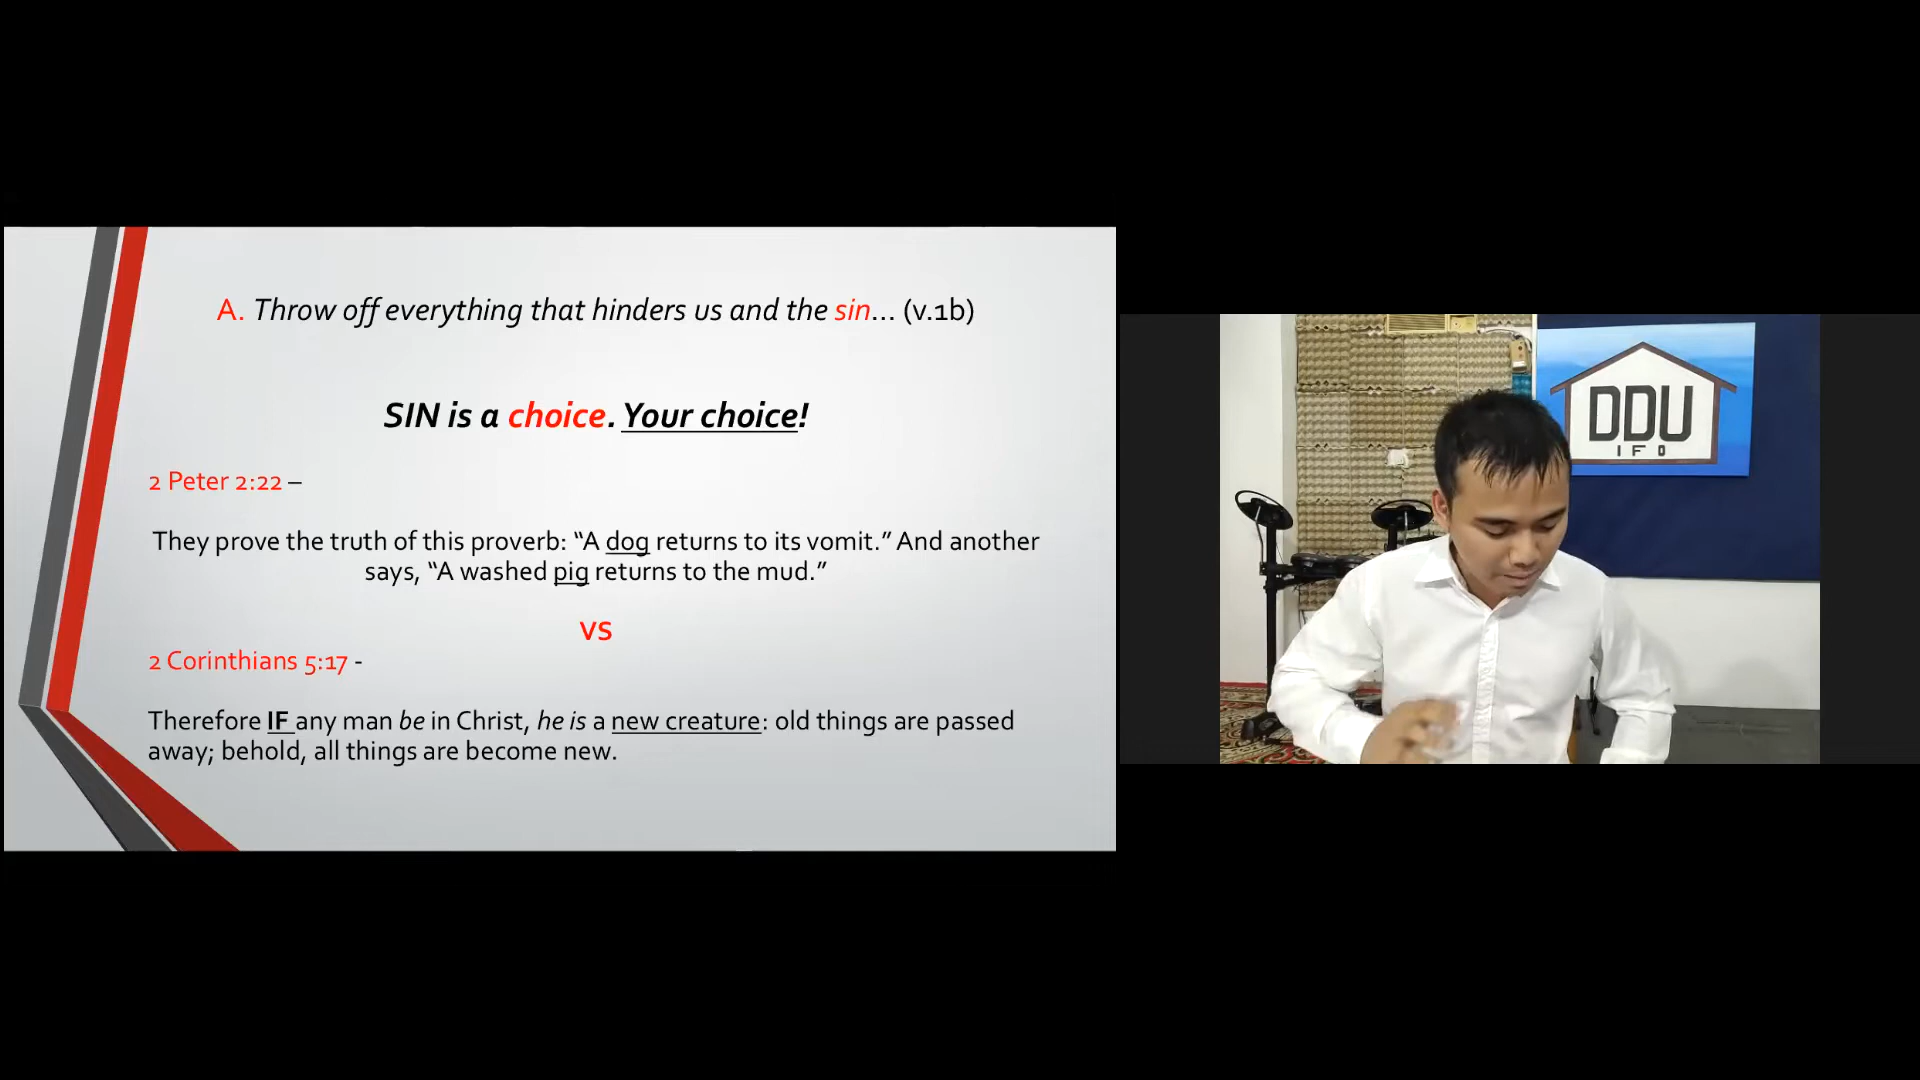 A. Throw off everything that hinders us and the sin... (v.1b)
SIN is a choice. Your choice!
2 Peter 2:22 –
They prove the truth of this proverb: “A dog returns to its vomit.” And another
says, “A washed pig returns to the mud.”
VS
2 Corinthians 5:17 -
Therefore IF any man be in Christ, he is a new creature: old things are passed
away; behold, all things are become new.
DDU
IFO